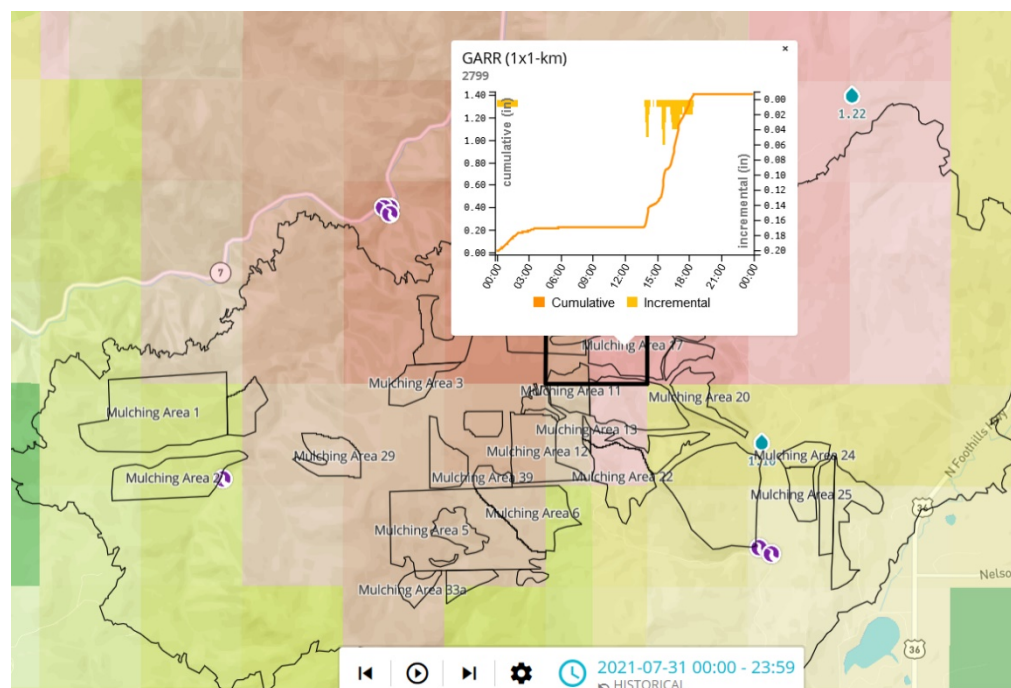 GARR (1x1-km)
×
2799
1.40
1.20
1.00
0.80
0.60
0.40
0.20
0.00
cumulative (in)
0.00
0.02
0.04
0.06
0.08
0.10
0.12
0.14
0.16
0.18
0.20
incremental (in)
00:00
03:00
06:00
09:00
12:00
15:00
18:00
21:00
00:00
Cumulative
Incremental
1.22
7
Mulching Area 17
Mulching Area 3
Mulching Area 11
Mulching Area 20
Mulching Area 1
Mulching Area 13
N Foothills Hwy
Mulching Area 12
Mulching Area 24
Mulching Area 29
Mulching Area 2
Mulching Area 39
Mulching Area 22
Mulching Area 25
36
Mulching Area 6
Mulching Area 5
Nelso
Mulching Area 33a
36
2021-07-31 00:00 - 23:59
HISTORICAL